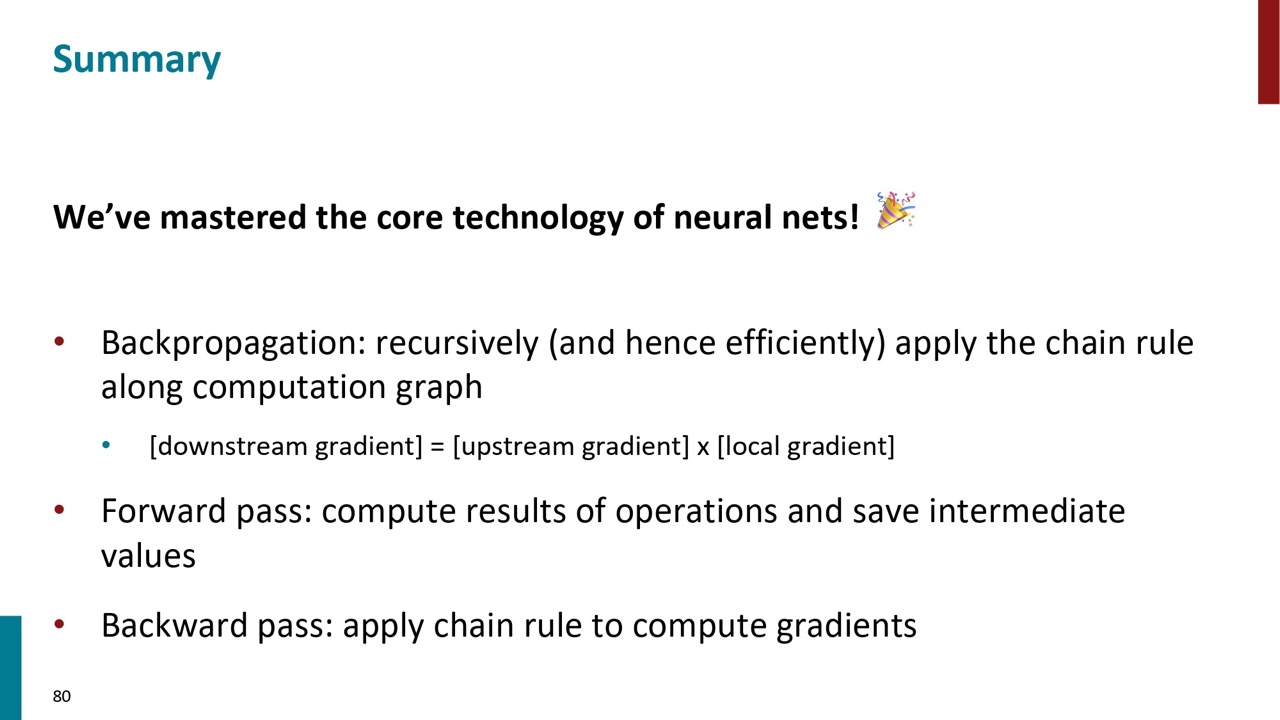 Summary
We’ve mastered the core technology of neural nets! 🎉
• Backpropagation: recursively (and hence efficiently) apply the chain rule
along computation graph
• [downstream gradient] = [upstream gradient] x [local gradient]
• Forward pass: compute results of operations and save intermediate
values
• Backward pass: apply chain rule to compute gradients
80